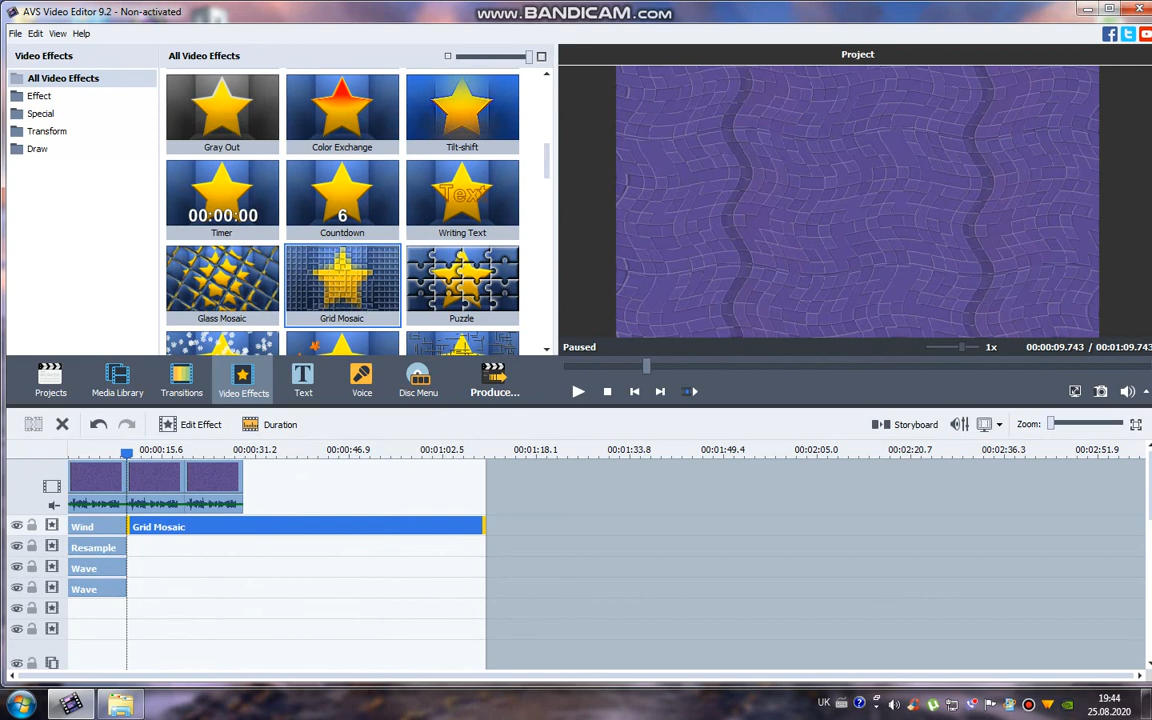 AVS Video Editor 9.2 - Non-activated
www.BANDICAM.com
File Edit View Help
Video Effects
All Video Effects
Project
All Video Effects
Effect
Special
Transform
Draw
Gray Out
Color Exchange
Tilt-shift
00:00:00
6
Text
Timer
Countdown
Writing Text
Glass Mosaic
Grid Mosaic
Puzzle
Paused
1x
00:00:09.743 / 00:01:09.743
Projects
Media Library
Transitions
Video Effects
Text
Voice
Disc Menu
Produce...
Edit Effect
Duration
Storyboard
Zoom:
00:00:15.6 00:00:31.2 00:00:46.9 00:01:02.5 00:01:18.1 00:01:33.8 00:01:49.4 00:02:05.0 00:02:20.7 00:02:36.3 00:02:51.9
Wind
Grid Mosaic
Resample
Wave
Wave
UK
19:44
25.08.2020